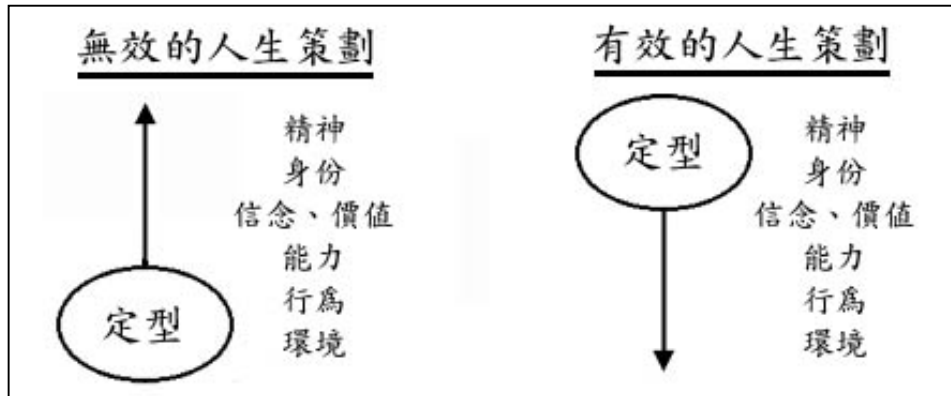 無效的人生策劃
精神
身份
信念、價值
能力
行為
環境
定型
有效的人生策劃
定型
精神
身份
信念、價值
能力
行為
環境